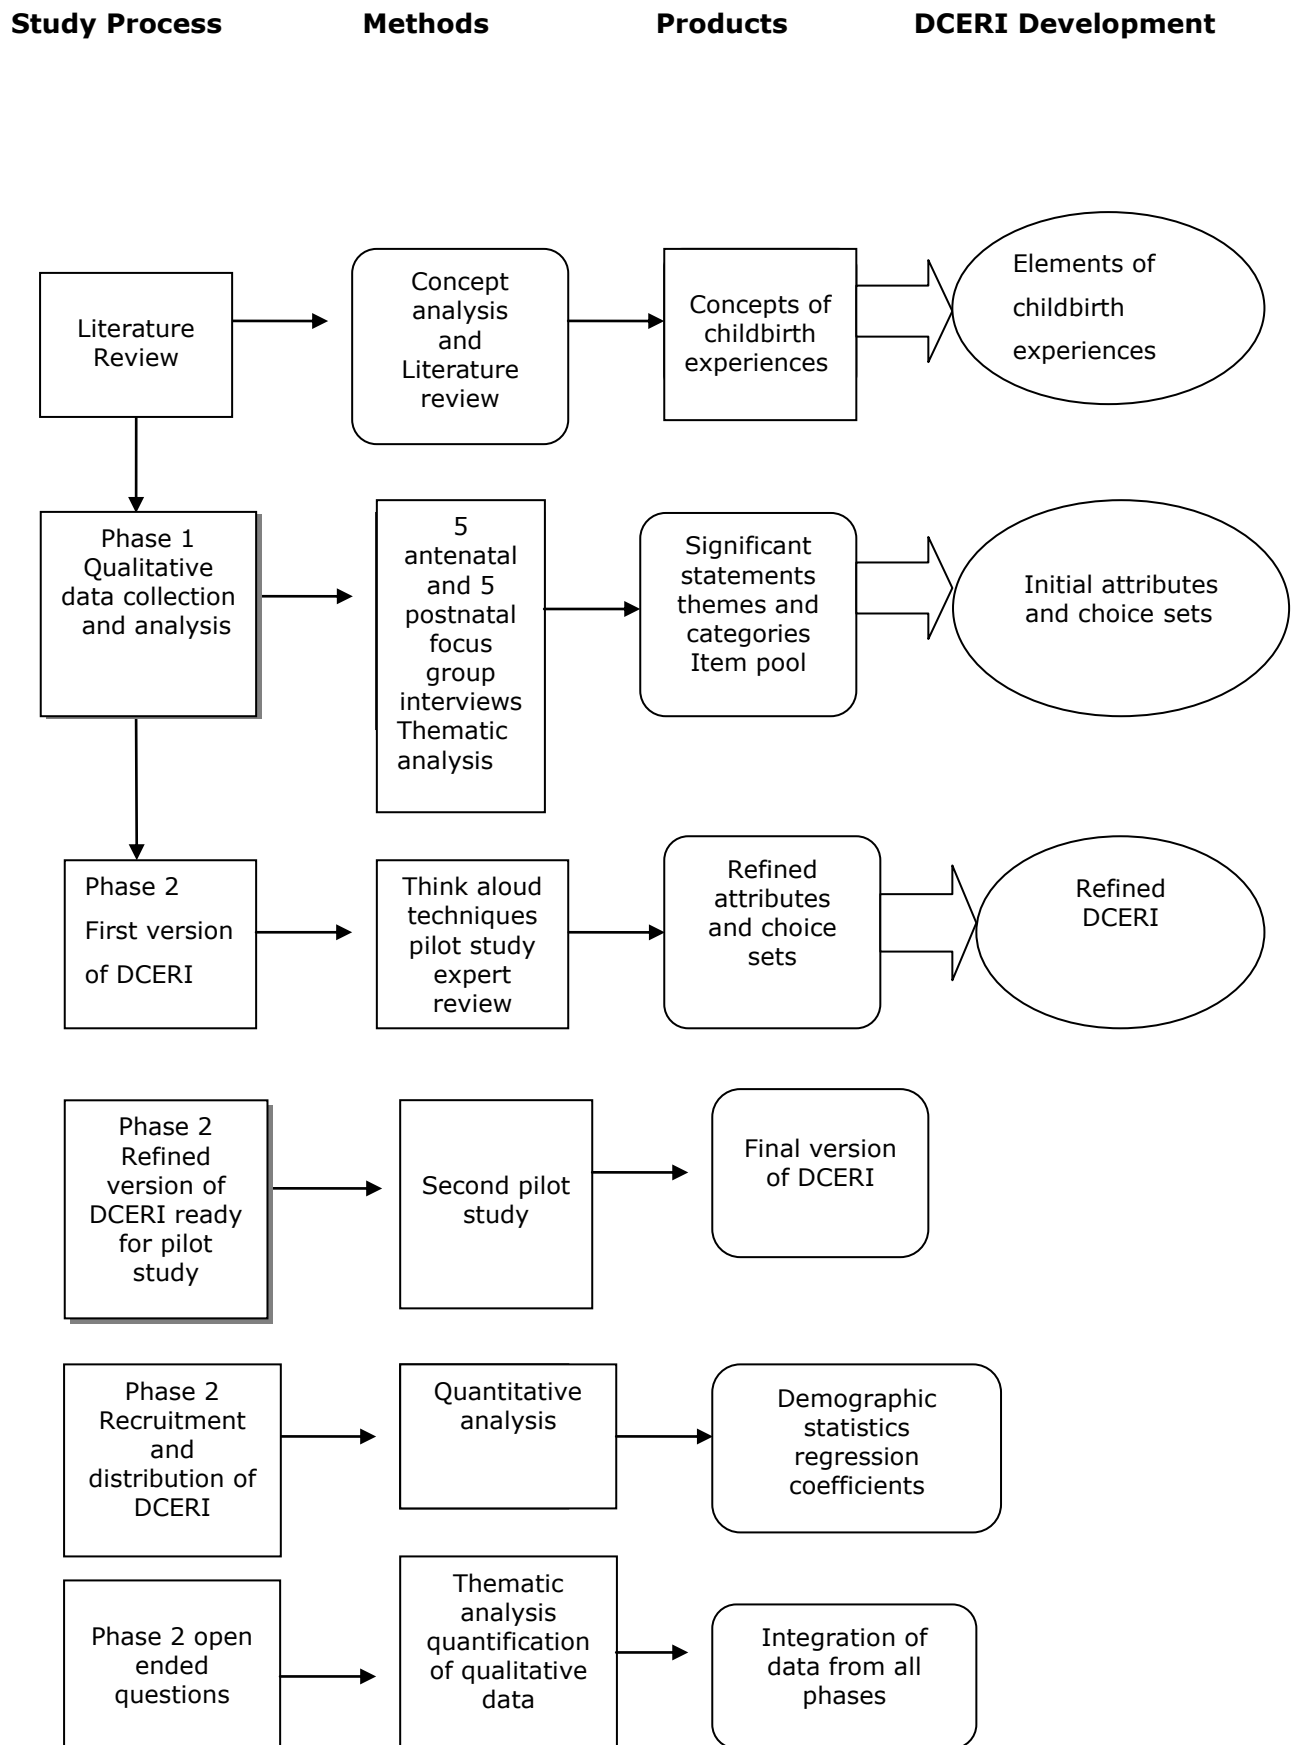 Study Process Methods Products DCERI Development
Literature
Review
Concept
analysis
and
Literature
review
Concepts of
childbirth
experiences
Elements of
childbirth
experiences
Phase 1
Qualitative
data collection
and analysis
5
antenatal
and 5
postnatal
focus
group
interviews
Thematic
analysis
Significant
statements
themes and
categories
Item pool
Initial attributes
and choice sets
Phase 2
First version
of DCERI
Think aloud
techniques
pilot study
expert
review
Refined
attributes
and choice
sets
Refined
DCERI
Phase 2
Refined
version of
DCERI ready
for pilot
study
Second pilot
study
Final version
of DCERI
Phase 2
Recruitment
and
distribution of
DCERI
Quantitative
analysis
Demographic
statistics
regression
coefficients
Phase 2 open
ended
questions
Thematic
analysis
quantification
of qualitative
data
Integration of
data from all
phases